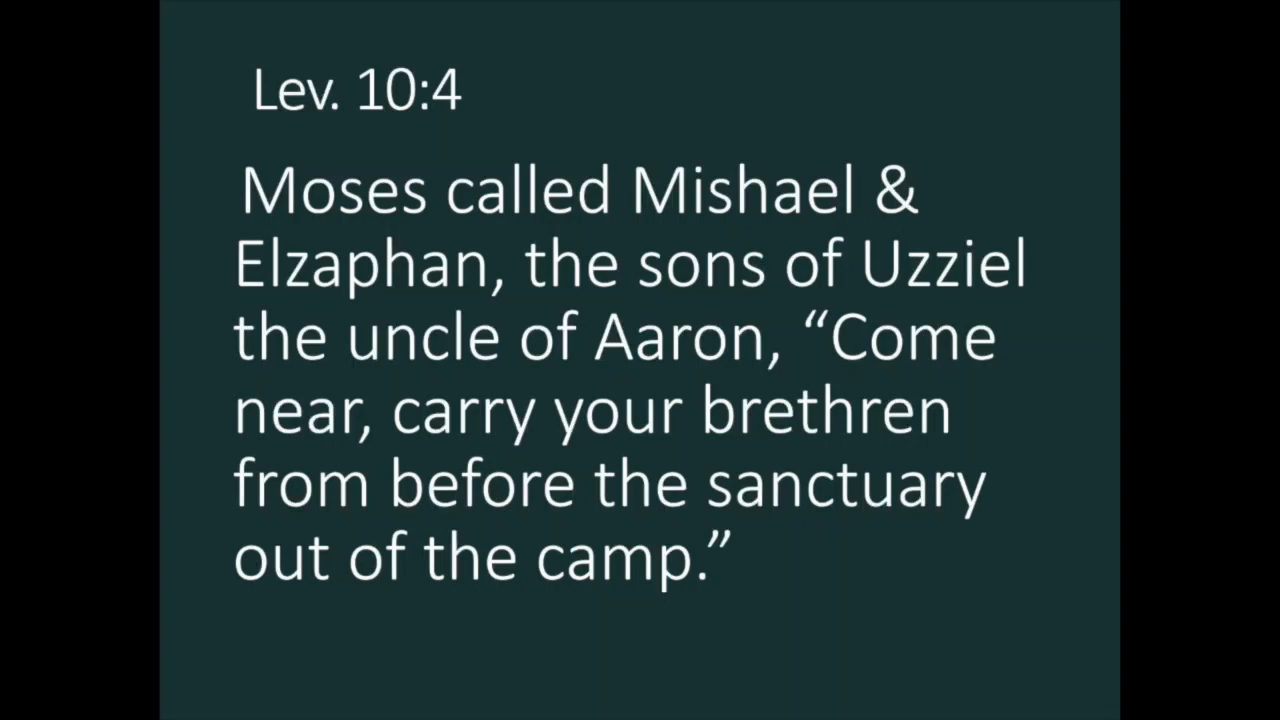 Lev. 10:4
Moses called Mishael &
Elzaphan, the sons of Uzziel
the uncle of Aaron, “Come
near, carry your brethren
from before the sanctuary
out of the camp.”